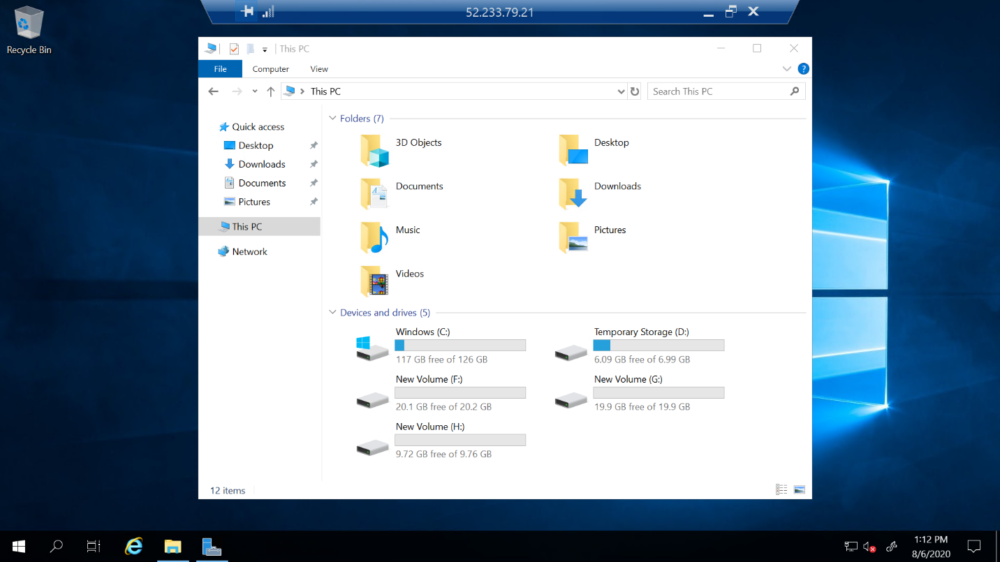 52.233.79.21
Recycle Bin
This PC
File Computer View
This PC
Search This PC
Quick access
Desktop
Downloads
Documents
Pictures
This PC
Network
Folders (7)
3D Objects
Desktop
Documents
Downloads
Music
Pictures
Videos
Devices and drives (5)
Windows (C:)
117 GB free of 126 GB
Temporary Storage (D:)
6.09 GB free of 6.99 GB
New Volume (F:)
20.1 GB free of 20.2 GB
New Volume (G:)
19.9 GB free of 19.9 GB
New Volume (H:)
9.72 GB free of 9.76 GB
12 items
1:12 PM
8/6/2020